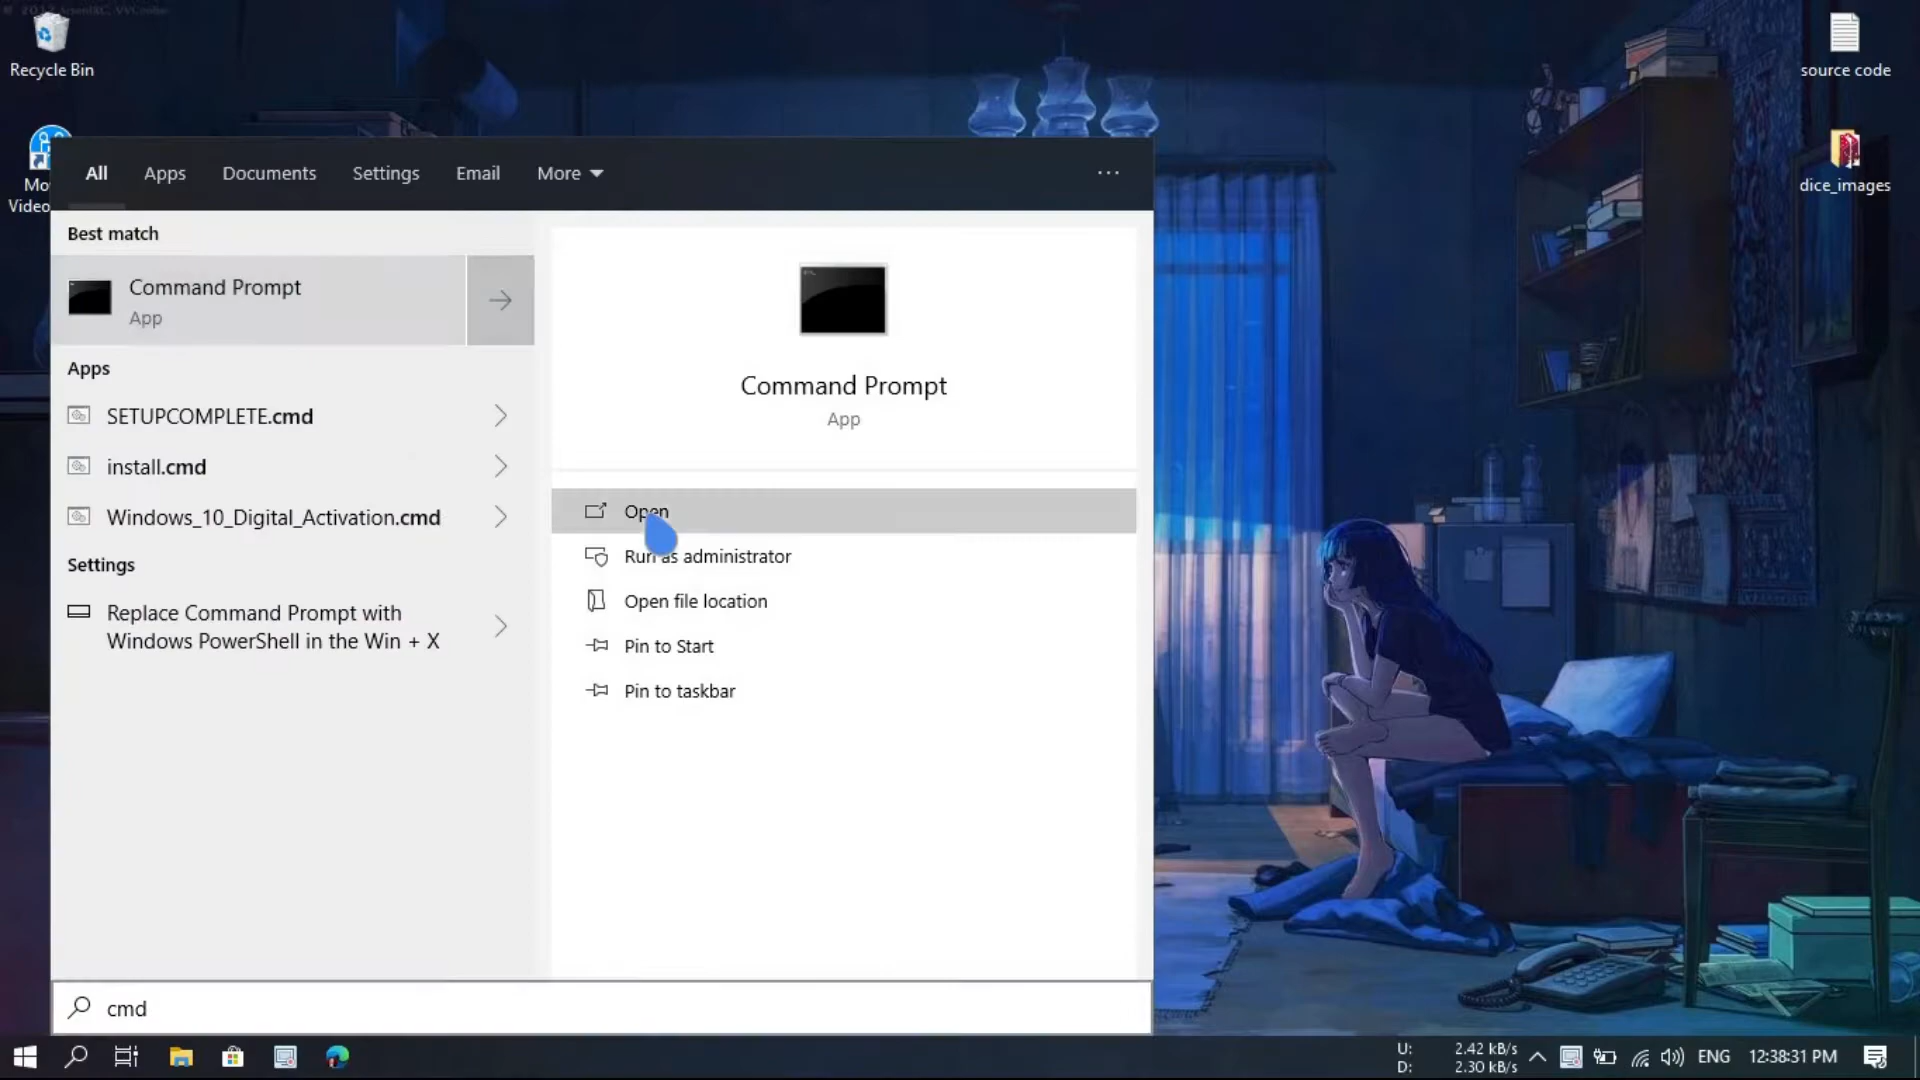 Recycle Bin
Mo
Video
source code
dice_images
All
Apps
Documents
Settings
Email
More
Best match
Command Prompt
App
Apps
SETUPCOMPLETE.cmd
install.cmd
Windows_10_Digital_Activation.cmd
Settings
Replace Command Prompt with
Windows PowerShell in the Win + X
Command Prompt
App
Open
Run as administrator
Open file location
Pin to Start
Pin to taskbar
cmd
U: 2.42 kB/s
D: 2.30 kB/s
ENG
12:38:31 PM